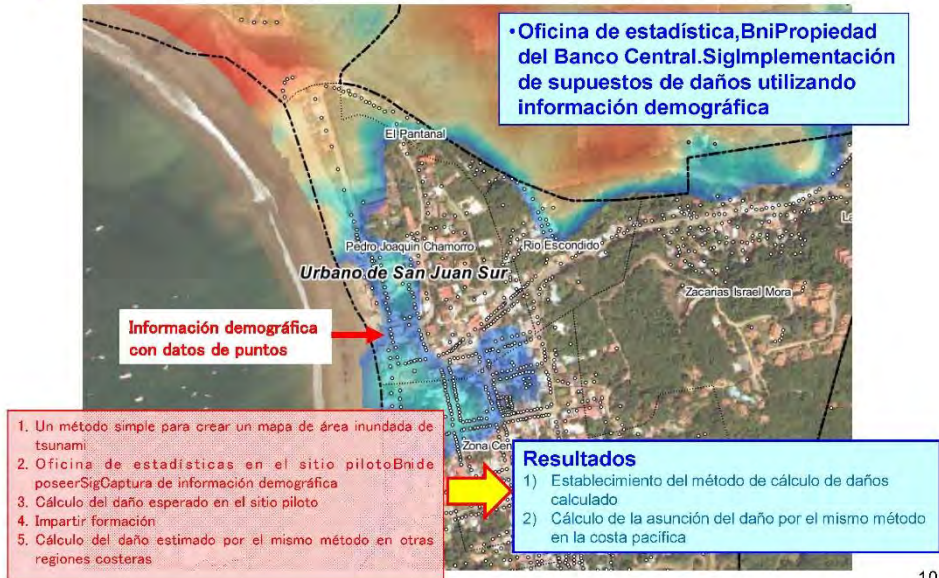 •Oficina de estadística,BniPropiedad
del Banco Central.SigImplementación
de supuestos de daños utilizando
información demográfica
El Pantanal
Pedro Joaquin Chamorro
Rio Escondido
La
Urbano de San Juan Sur
Zacarias Israel Mora
Información demográfica
con datos de puntos
Zona Cen
1. Un método simple para crear un mapa de área inundada de
tsunami
2. Oficina de estadísticas en el sitio pilotoBnide
poseerSigCaptura de información demográfica
3. Cálculo del daño esperado en el sitio piloto
4. Impartir formación
5. Cálculo del daño estimado por el mismo método en otras
regiones costeras
Resultados
1) Establecimiento del método de cálculo de daños
calculado
2) Cálculo de la asunción del daño por el mismo método
en la costa pacífica
10